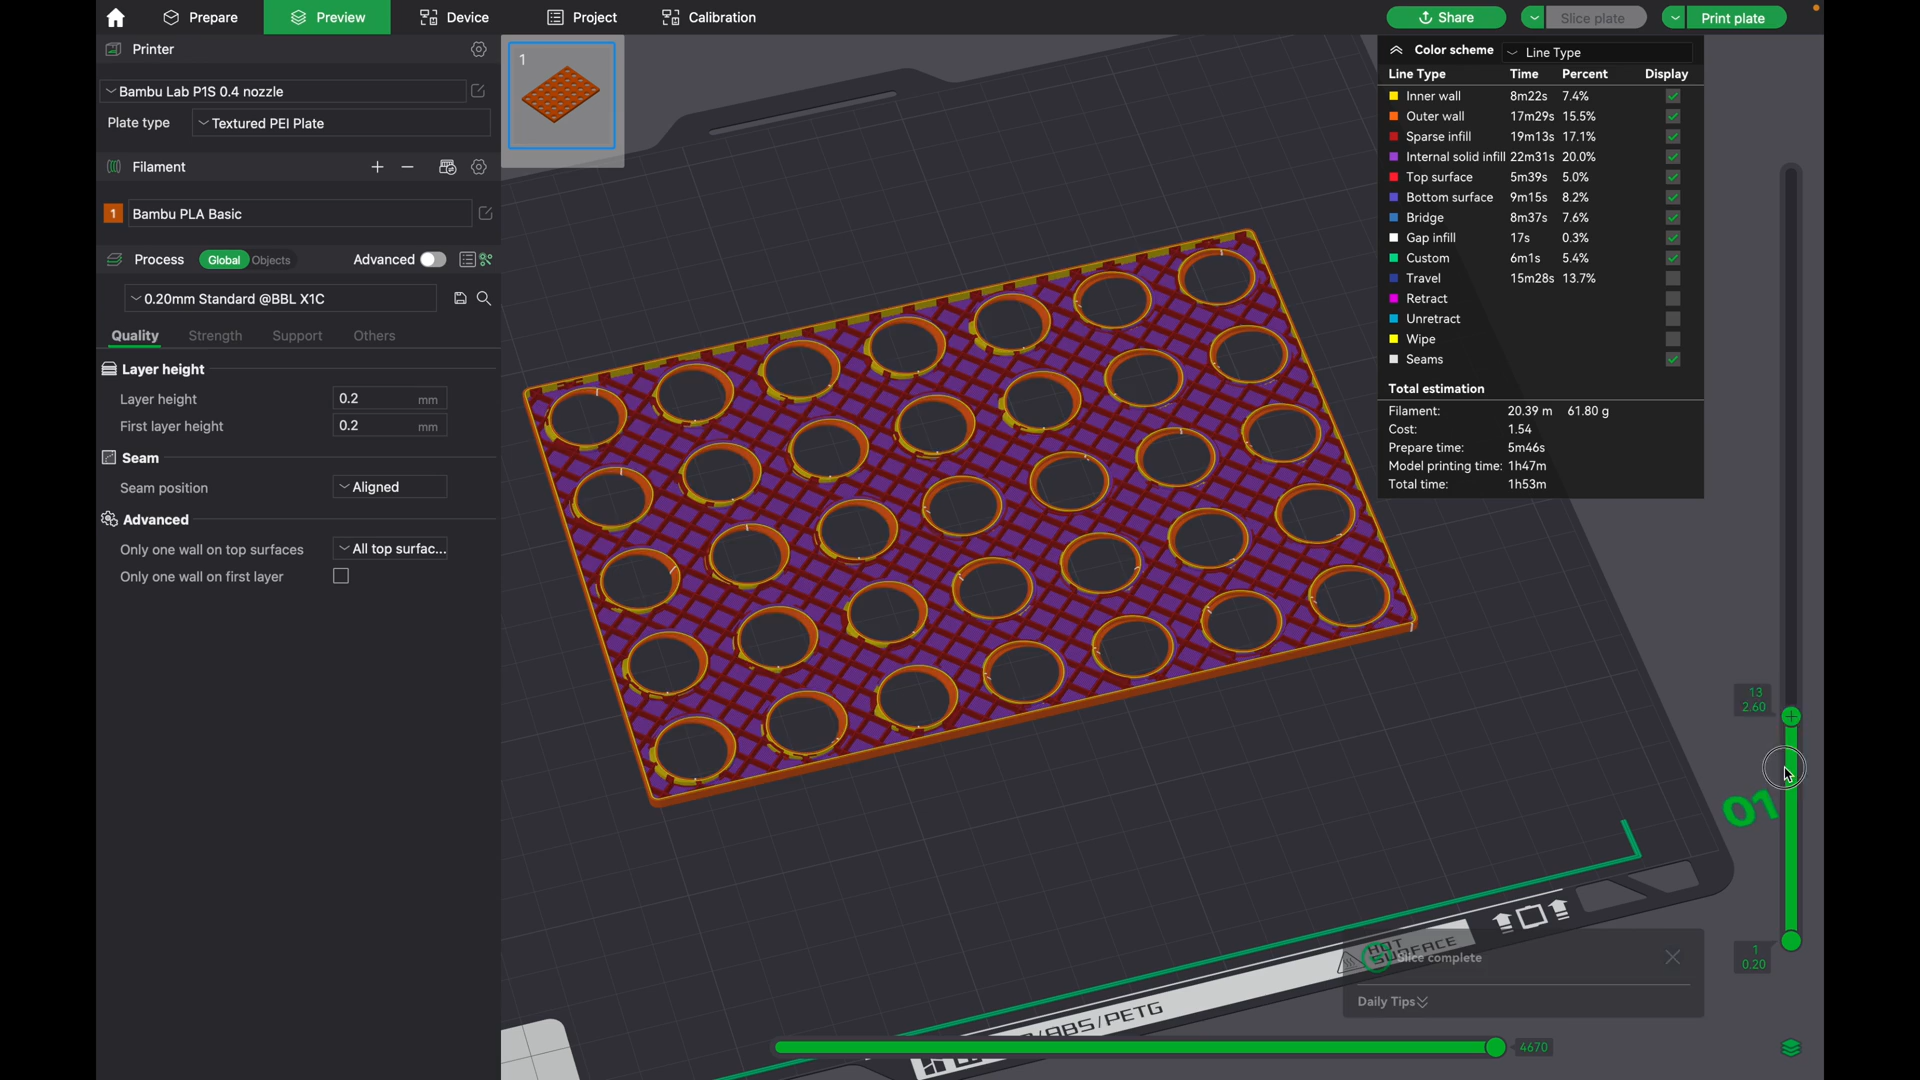 Prepare
Preview
Device
Project
Calibration
Share
Slice plate
Print plate
Printer
Bambu Lab P1S 0.4 nozzle
Plate type
Textured PEI Plate
Filament
1
Bambu PLA Basic
Process
Global
Objects
Advanced
0.20mm Standard @BBL X1C
Quality
Strength
Support
Others
Layer height
Layer height
0.2
mm
First layer height
0.2
mm
Seam
Seam position
Aligned
Advanced
Only one wall on top surfaces
All top surfac...
Only one wall on first layer
1
Color scheme
Line Type
Line Type Time Percent Display
Inner wall 8m22s 7.4%
Outer wall 17m29s 15.5%
Sparse infill 19m13s 17.1%
Internal solid infill 22m31s 20.0%
Top surface 5m39s 5.0%
Bottom surface 9m15s 8.2%
Bridge 8m37s 7.6%
Gap infill 17s 0.3%
Custom 6m1s 5.4%
Travel 15m28s 13.7%
Retract
Unretract
Wipe
Seams
Total estimation
Filament: 20.39 m 61.80 g
Cost: 1.54
Prepare time: 5m46s
Model printing time: 1h47m
Total time: 1h53m
13
2.60
01
1
0.20
HOT
SURFACE
Slice complete
Daily Tips
/ABS/PETG
4670